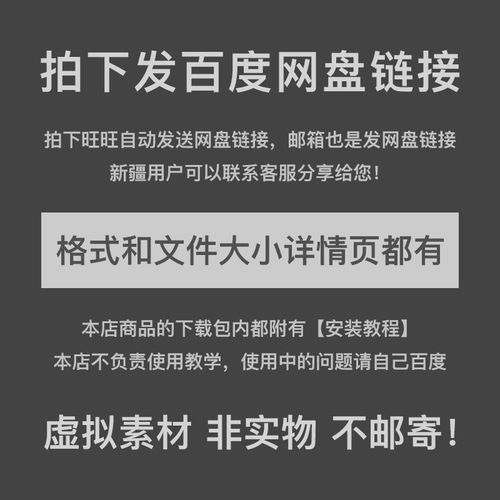 拍下发百度网盘链接
拍下旺旺自动发送网盘链接，邮箱也是发网盘链接
新疆用户可以联系客服分享给您！
格式和文件大小详情页都有
本店商品的下载包内都附有【安装教程】
本店不负责使用教学，使用中的问题请自己百度
虚拟素材 非实物 不邮寄！